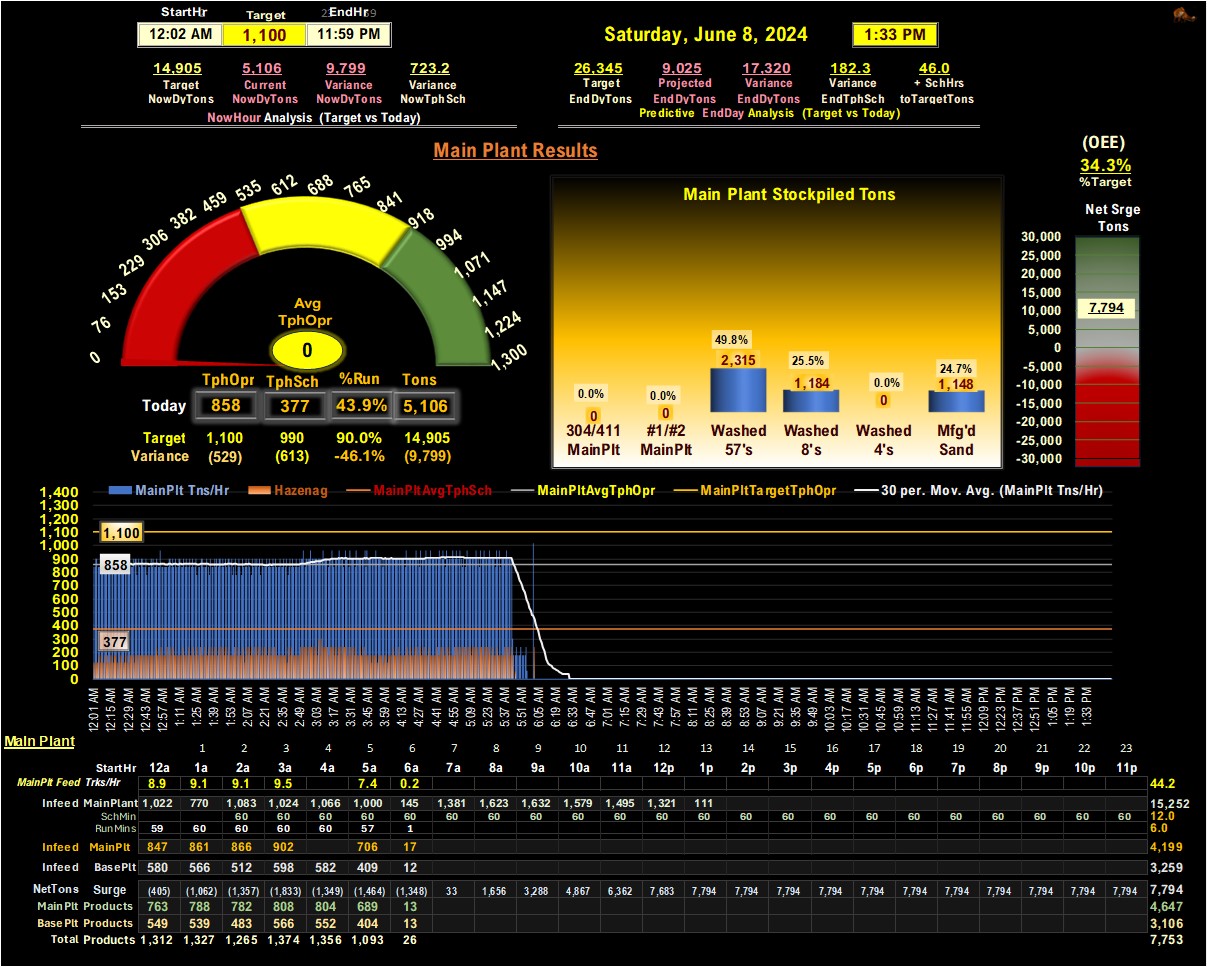 StartHr Target EndHr
12:02 AM 1,100 11:59 PM
Saturday, June 8, 2024 1:33 PM
14,905 5,106 9,799 723.2
Target Current Variance Variance
NowDyTons NowDyTons NowDyTons NowTphSch
NowHour Analysis (Target vs Today)
26,345 9,025 17,320 182.3 46.0
Target Projected Variance Variance + SchHrs
EndDyTons EndDyTons EndDyTons EndTphSch toTargetTons
Predictive EndDay Analysis (Target vs Today)
Main Plant Results
(OEE)
34.3%
%Target
0 76 153 229 306 382 459 535 612 688 765 841 918 994 1,071 1,147 1,224 1,300
Avg
TphOpr
0
TphOpr TphSch %Run Tons
Today 858 377 43.9% 5,106
Target 1,100 990 90.0% 14,905
Variance (529) (613) -46.1% (9,799)
Main Plant Stockpiled Tons
0.0% 0.0% 49.8% 25.5% 0.0% 24.7%
0 0 2,315 1,184 0 1,148
304/411 #1/#2 Washed Washed Washed Mfg'd
MainPlt MainPlt 57's 8's 4's Sand
Net Srge
Tons
30,000
25,000
20,000
15,000
10,000
7,794
5,000
0
-5,000
-10,000
-15,000
-20,000
-25,000
-30,000
MainPlt Tns/Hr Hazenag MainPltAvgTphSch MainPltAvgTphOpr MainPltTargetTphOpr 30 per. Mov. Avg. (MainPlt Tns/Hr)
1,400
1,300
1,200
1,100
1,000
900
800
700
600
500
400
300
200
100
0
1,100
858
377
12:01 AM 12:15 AM 12:29 AM 12:43 AM 12:57 AM 1:11 AM 1:25 AM 1:39 AM 1:53 AM 2:07 AM 2:21 AM 2:35 AM 2:49 AM 3:03 AM 3:17 AM 3:31 AM 3:45 AM 3:59 AM 4:13 AM 4:27 AM 4:41 AM 4:55 AM 5:09 AM 5:23 AM 5:37 AM 5:51 AM 6:05 AM 6:19 AM 6:33 AM 6:47 AM 7:01 AM 7:15 AM 7:29 AM 7:43 AM 7:57 AM 8:11 AM 8:25 AM 8:39 AM 8:53 AM 9:07 AM 9:21 AM 9:35 AM 9:49 AM 10:03 AM 10:17 AM 10:31 AM 10:45 AM 10:59 AM 11:13 AM 11:27 AM 11:41 AM 11:55 AM 12:09 PM 12:23 PM 12:37 PM 12:51 PM 1:05 PM 1:19 PM 1:33 PM
Main Plant
1 2 3 4 5 6 7 8 9 10 11 12 13 14 15 16 17 18 19 20 21 22 23
StartHr 12a 1a 2a 3a 4a 5a 6a 7a 8a 9a 10a 11a 12p 1p 2p 3p 4p 5p 6p 7p 8p 9p 10p 11p
MainPlt Feed Trks/Hr 8.9 9.1 9.1 9.5 7.4 0.2 44.2
Infeed MainPlant 1,022 770 1,083 1,024 1,066 1,000 145 1,381 1,623 1,632 1,579 1,495 1,321 111 15,252
SchMin 60 60 60 60 60 60 60 60 60 60 60 60 60 60 60 60 60 60 60 60 60 60 12.0
RunMins 59 60 60 60 60 57 1 6.0
Infeed MainPlt 847 861 866 902 706 17 4,199
Infeed BasePlt 580 566 512 598 582 409 12 3,259
NetTons Surge (405) (1,062) (1,357) (1,833) (1,349) (1,464) (1,348) 33 1,656 3,288 4,867 6,362 7,683 7,794 7,794 7,794 7,794 7,794 7,794 7,794 7,794 7,794 7,794 7,794 7,794
MainPlt Products 763 788 782 808 804 689 13 4,647
BasePlt Products 549 539 483 566 552 404 13 3,106
Total Products 1,312 1,327 1,265 1,374 1,356 1,093 26 7,753